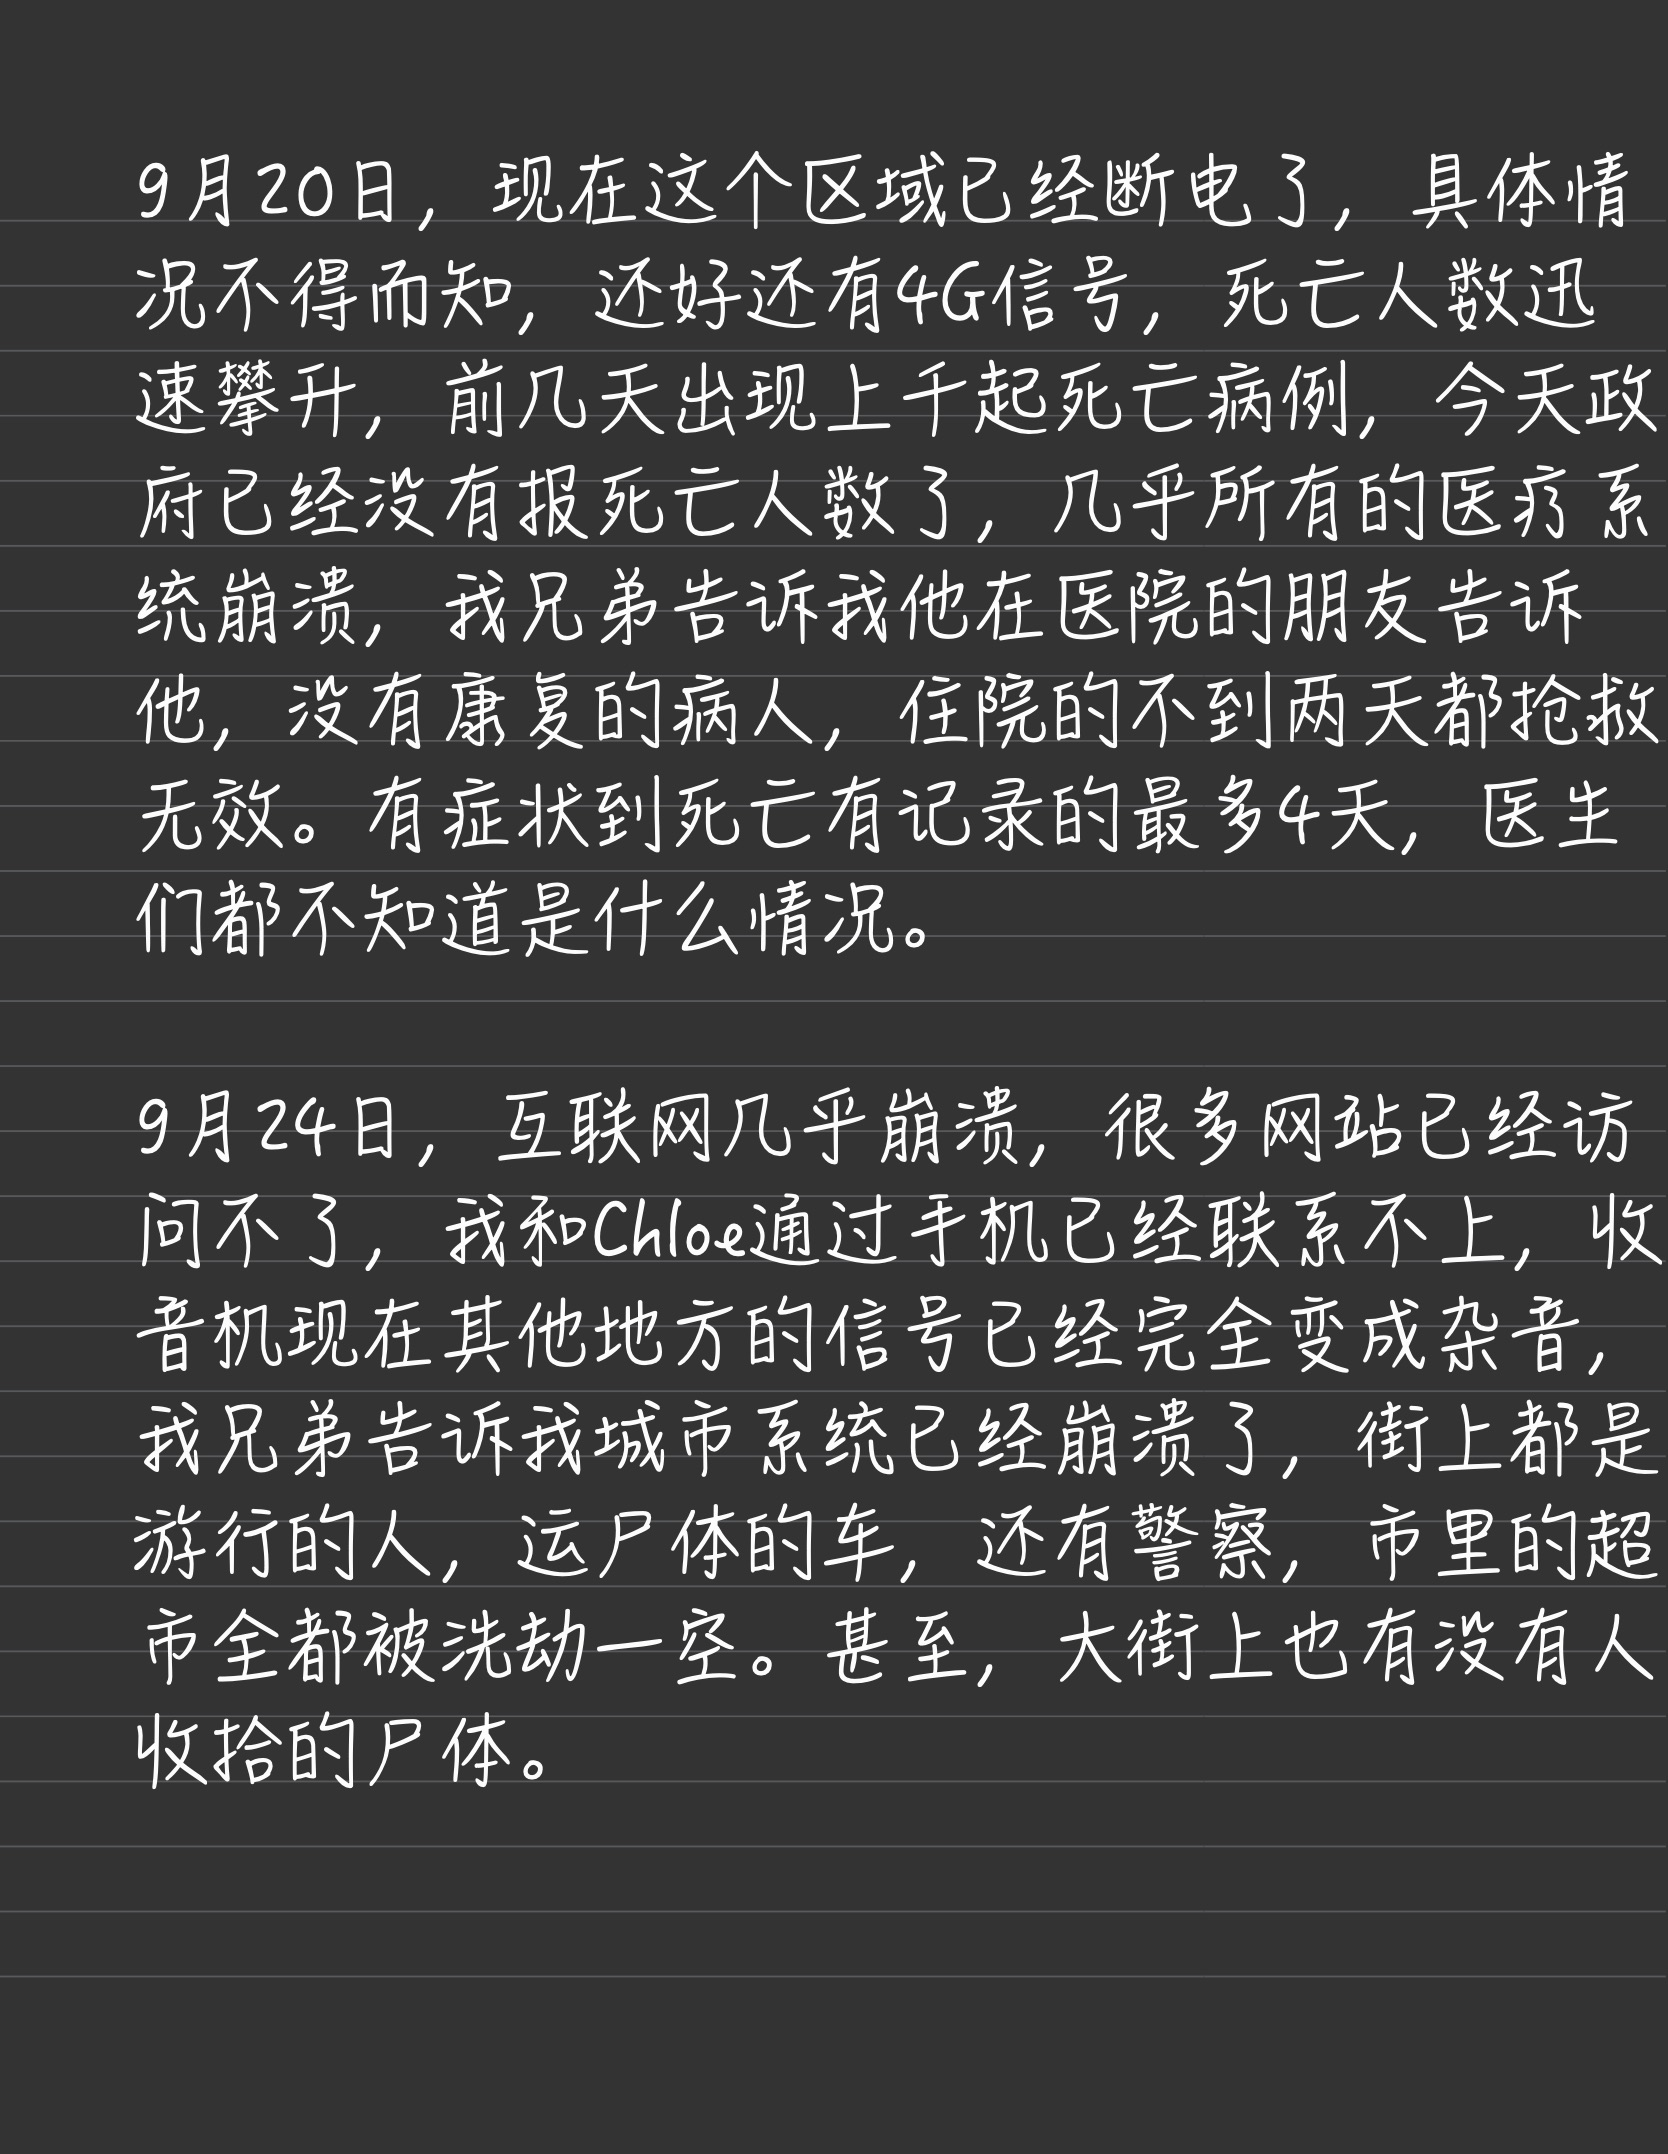 9月20日，现在这个区域已经断电了，具体情
况不得而知，还好还有4G信号，死亡人数迅
速攀升，前几天出现上千起死亡病例，今天政
府已经没有报死亡人数了，几乎所有的医疗系
统崩溃，我兄弟告诉我他在医院的朋友告诉
他，没有康复的病人，住院的不到两天都抢救
无效。有症状到死亡有记录的最多4天，医生
们都不知道是什么情况。
9月24日，互联网几乎崩溃，很多网站已经访
问不了，我和Chloe通过手机已经联系不上，收
音机现在其他地方的信号已经完全变成杂音，
我兄弟告诉我城市系统已经崩溃了，街上都是
游行的人，运尸体的车，还有警察，市里的超
市全都被洗劫一空。甚至，大街上也有没有人
收拾的尸体。